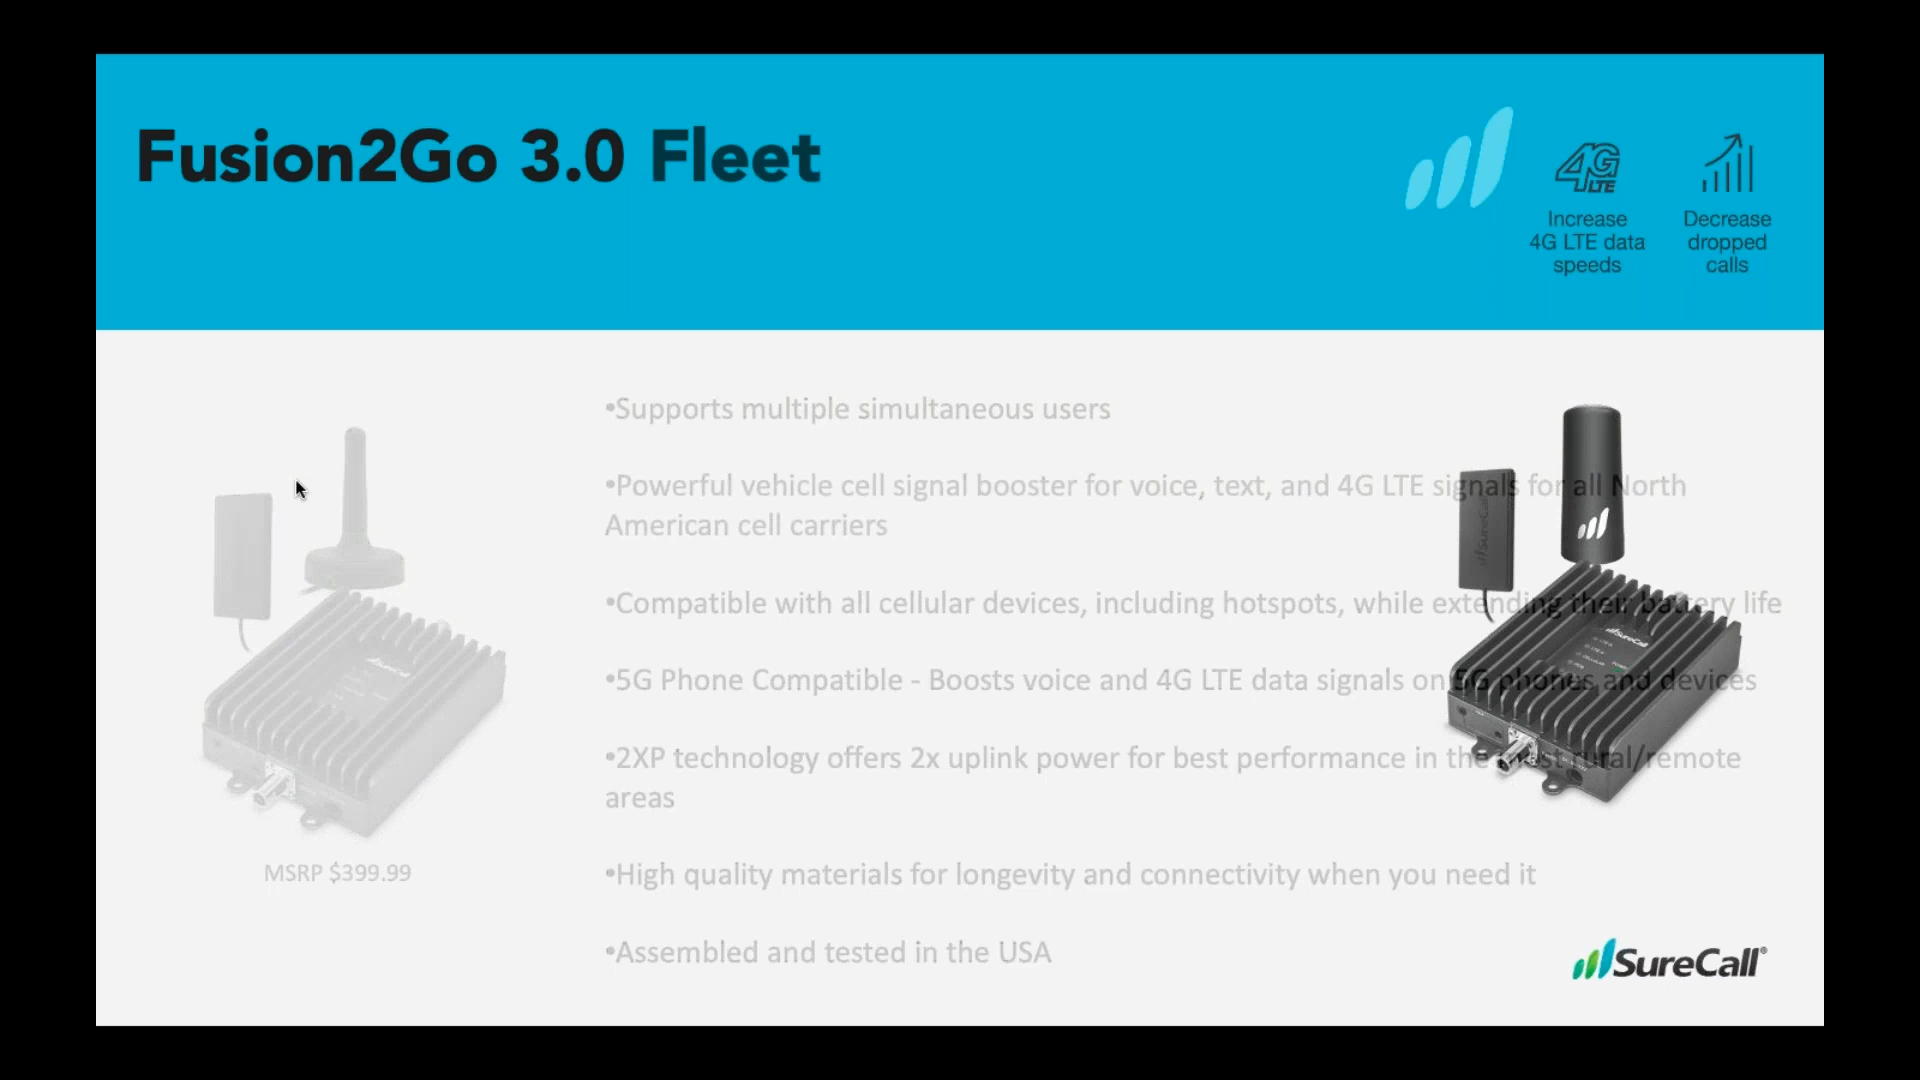 Fusion2Go 3.0 Fleet
4G
LTE
Increase
4G LTE data
speeds
Decrease
dropped
calls
•Supports multiple simultaneous users
•Powerful vehicle cell signal booster for voice, text, and 4G LTE signals for all North
American cell carriers
•Compatible with all cellular devices, including hotspots, while extending their battery life
•5G Phone Compatible - Boosts voice and 4G LTE data signals on 5G phones and devices
•2XP technology offers 2x uplink power for best performance in the most rural/remote
areas
•High quality materials for longevity and connectivity when you need it
•Assembled and tested in the USA
SureCall
MSRP $399.99
SureCall
SureCall
SureCall®